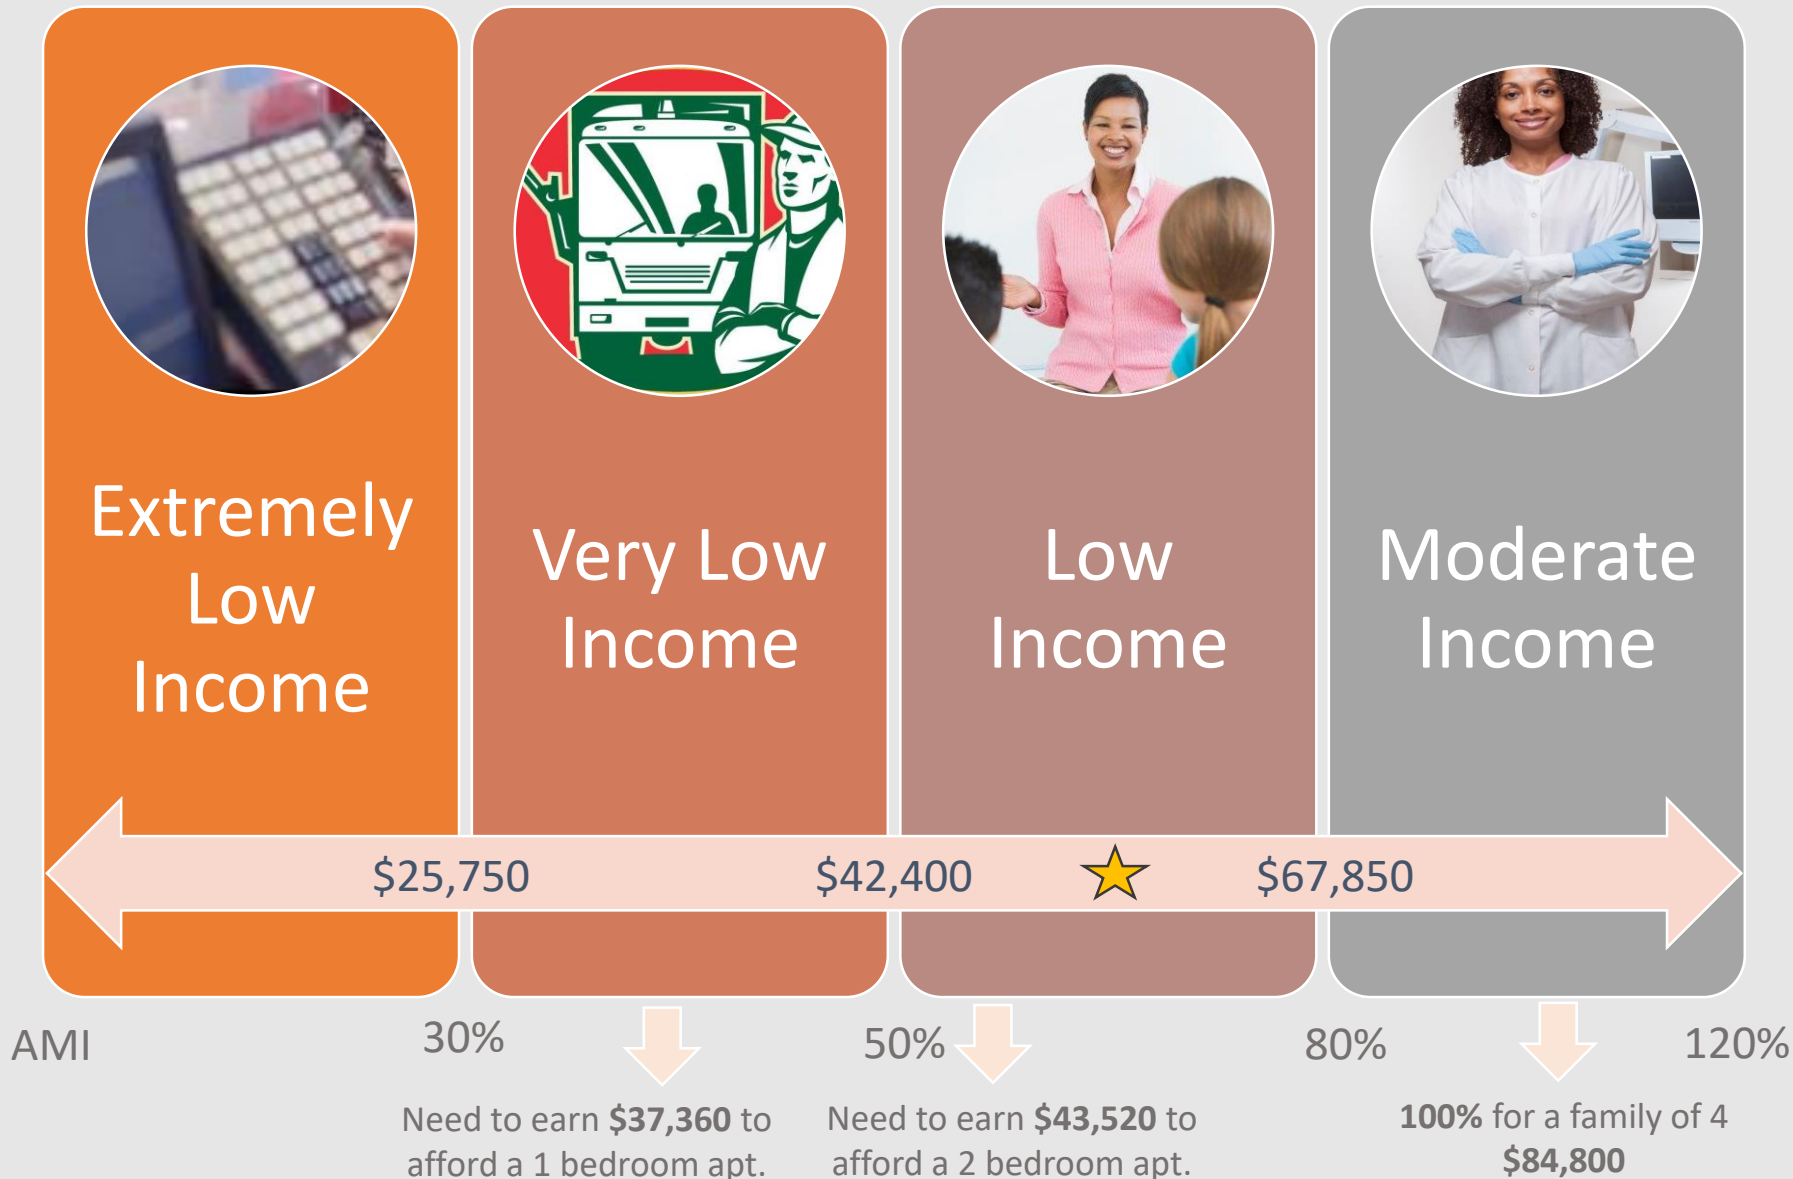 Extremely
Low
Income
Very Low
Income
Low
Income
Moderate
Income
$25,750
$42,400
$67,850
AMI
30%
50%
80%
120%
Need to earn $37,360 to
afford a 1 bedroom apt.
Need to earn $43,520 to
afford a 2 bedroom apt.
100% for a family of 4
$84,800